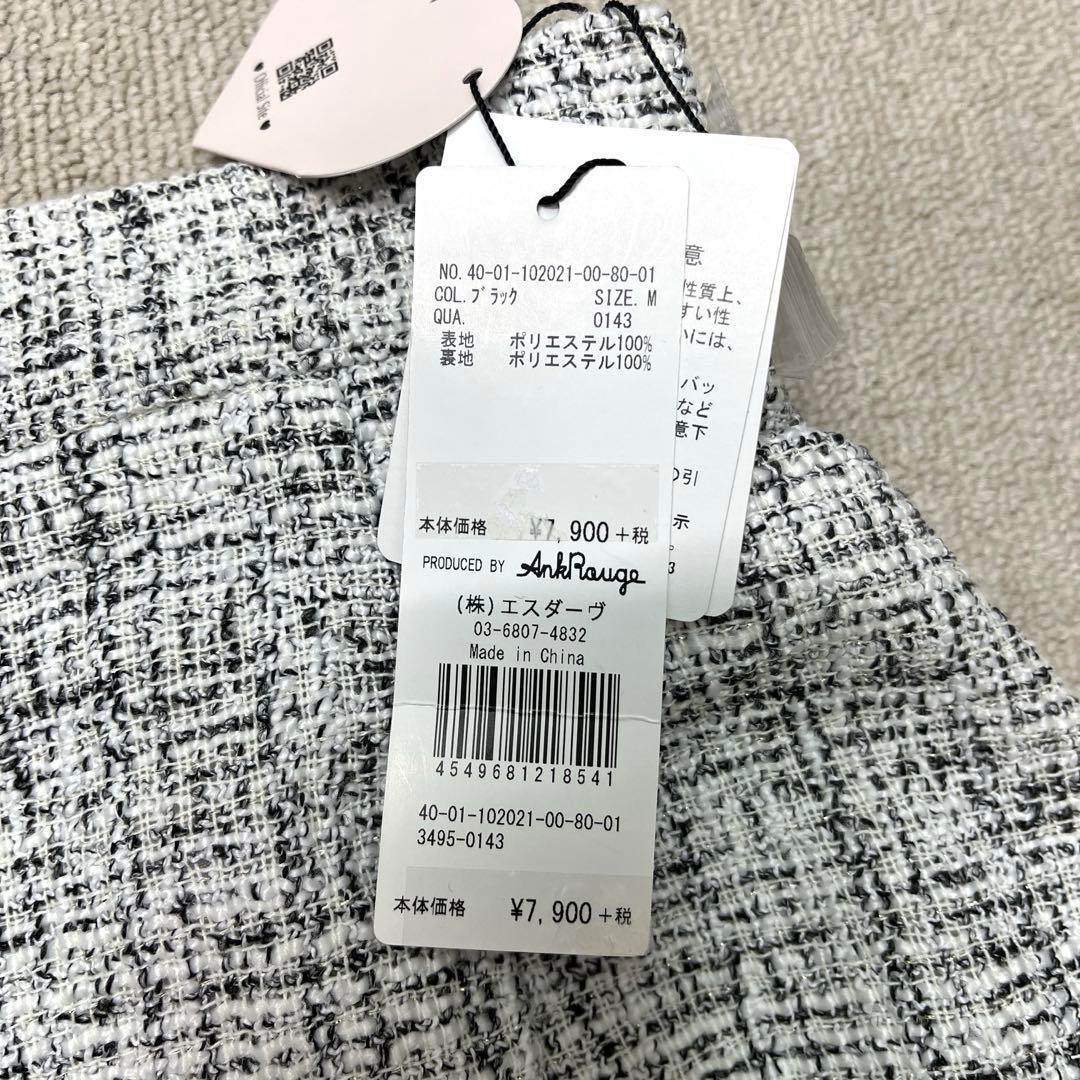 ♥ Official Site ♥
NO. 40-01-102021-00-80-01
COL. ﾌﾞﾗｯｸ SIZE. M
QUA. 0143
表地 ポリエステル100%
裏地 ポリエステル100%
本体価格 ¥7,900+税
PRODUCED BY AnkRouge
(株)エスダーヴ
03-6807-4832
Made in China
4549681218541
40-01-102021-00-80-01
3495-0143
本体価格 ¥7,900+税
意
性質上、
すい性
いには、
バッ
など
意下
の引
示
。
3